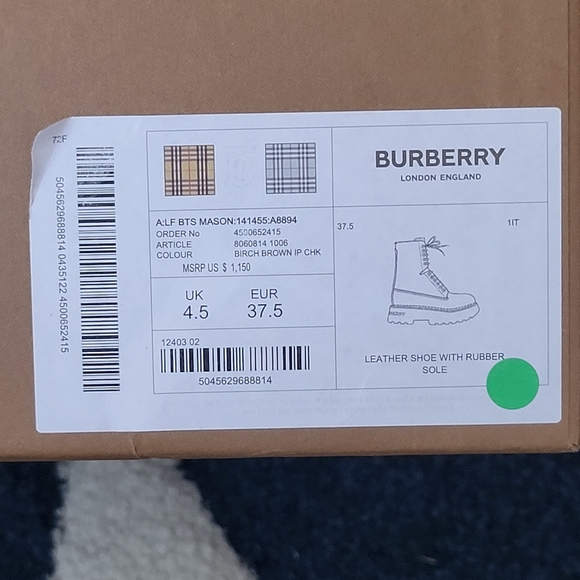 72F
5045629688814 0435122 4500652415
A:LF BTS MASON:141455:A8894
ORDER No 4500652415
ARTICLE 8060814 1006
COLOUR BIRCH BROWN IP CHK
MSRP US $ 1,150
UK EUR
4.5 37.5
12403 02
5045629688814
BURBERRY
LONDON ENGLAND
37.5 1IT
LEATHER SHOE WITH RUBBER
SOLE